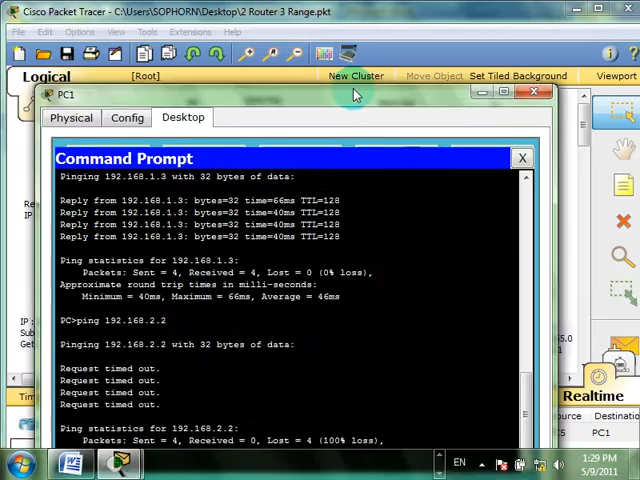 Cisco Packet Tracer - C:\Users\SOPHORN\Desktop\2 Router 3 Range.pkt
File Edit Options View Tools Extensions Help
Logical [Root] New Cluster Move Object Set Tiled Background Viewport
PC1
Physical Config Desktop
Command Prompt X
Pinging 192.168.1.3 with 32 bytes of data:
Reply from 192.168.1.3: bytes=32 time=66ms TTL=128
Reply from 192.168.1.3: bytes=32 time=40ms TTL=128
Reply from 192.168.1.3: bytes=32 time=40ms TTL=128
Reply from 192.168.1.3: bytes=32 time=40ms TTL=128
Ping statistics for 192.168.1.3:
Packets: Sent = 4, Received = 4, Lost = 0 (0% loss),
Approximate round trip times in milli-seconds:
Minimum = 40ms, Maximum = 66ms, Average = 46ms
PC>ping 192.168.2.2
Pinging 192.168.2.2 with 32 bytes of data:
Request timed out.
Request timed out.
Request timed out.
Request timed out.
Ping statistics for 192.168.2.2:
Packets: Sent = 4, Received = 0, Lost = 4 (100% loss),
Re
IP
IP :
Sub
Get
55.0
Realtime
Destinatio
PC1
EN
1:29 PM
5/9/2011